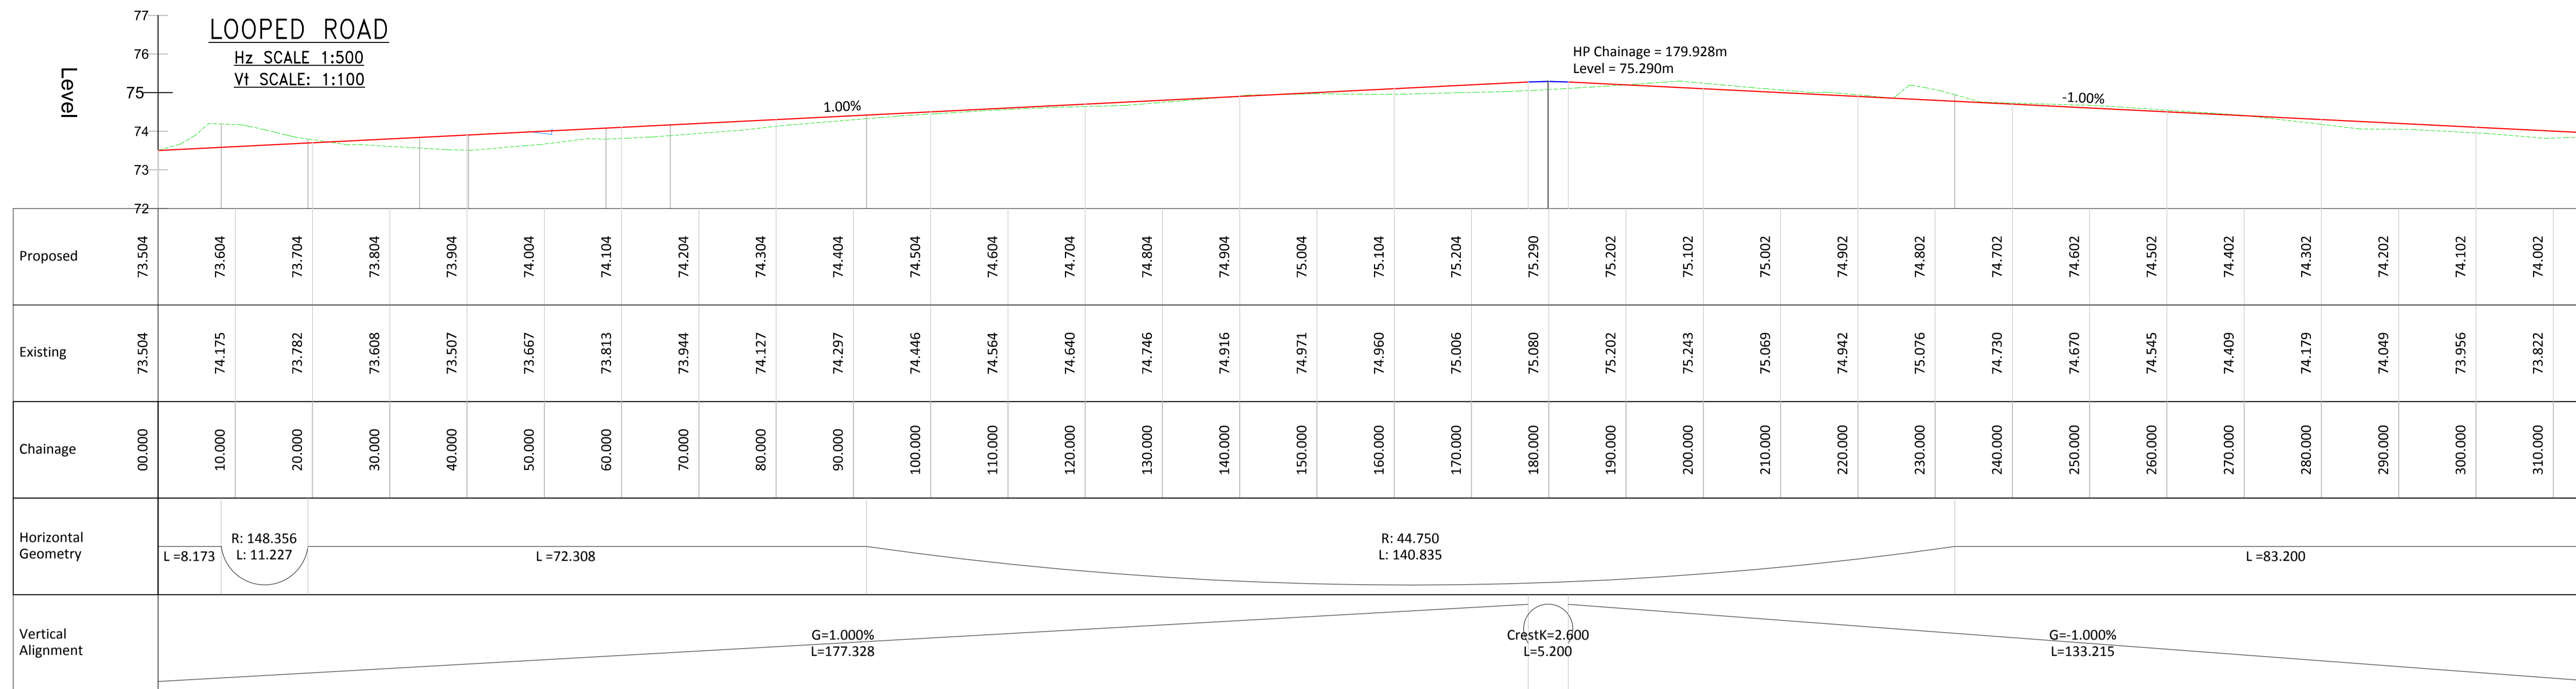 77
76
75
74
73
72
Level
LOOPED ROAD
Hz SCALE 1:500
Vt SCALE: 1:100
HP Chainage = 179.928m
Level = 75.290m
1.00%
-1.00%
Proposed 73.504 73.604 73.704 73.804 73.904 74.004 74.104 74.204 74.304 74.404 74.504 74.604 74.704 74.804 74.904 75.004 75.104 75.204 75.290 75.202 75.102 75.002 74.902 74.802 74.702 74.602 74.502 74.402 74.302 74.202 74.102 74.002
Existing 73.504 74.175 73.782 73.608 73.507 73.667 73.813 73.944 74.127 74.297 74.446 74.564 74.640 74.746 74.916 74.971 74.960 75.006 75.080 75.202 75.243 75.069 74.942 75.076 74.730 74.670 74.545 74.409 74.179 74.049 73.956 73.822
Chainage 00.000 10.000 20.000 30.000 40.000 50.000 60.000 70.000 80.000 90.000 100.000 110.000 120.000 130.000 140.000 150.000 160.000 170.000 180.000 190.000 200.000 210.000 220.000 230.000 240.000 250.000 260.000 270.000 280.000 290.000 300.000 310.000
Horizontal
Geometry
L =8.173
R: 148.356
L: 11.227
L =72.308
R: 44.750
L: 140.835
L =83.200
Vertical
Alignment
G=1.000%
L=177.328
CrestK=2.600
L=5.200
G=-1.000%
L=133.215